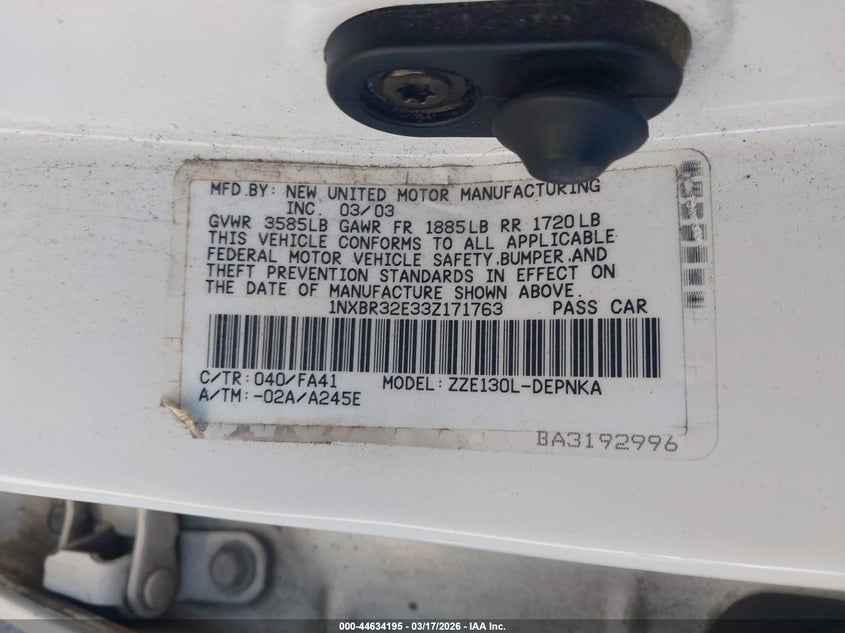 MFD.BY: NEW UNITED MOTOR MANUFACTURING
INC. 03/03
GVWR 3585LB GAWR FR 1885LB RR 1720LB
THIS VEHICLE CONFORMS TO ALL APPLICABLE
FEDERAL MOTOR VEHICLE SAFETY.BUMPER.AND
THEFT PREVENTION STANDARDS IN EFFECT ON
THE DATE OF MANUFACTURE SHOWN ABOVE.
1NXBR32E33Z171763 PASS CAR
C/TR: 040/FA41 MODEL: ZZE130L-DEPNKA
A/TM: -02A/A245E
BA3192996
000-44634195 - 03/17/2026 - IAA Inc.